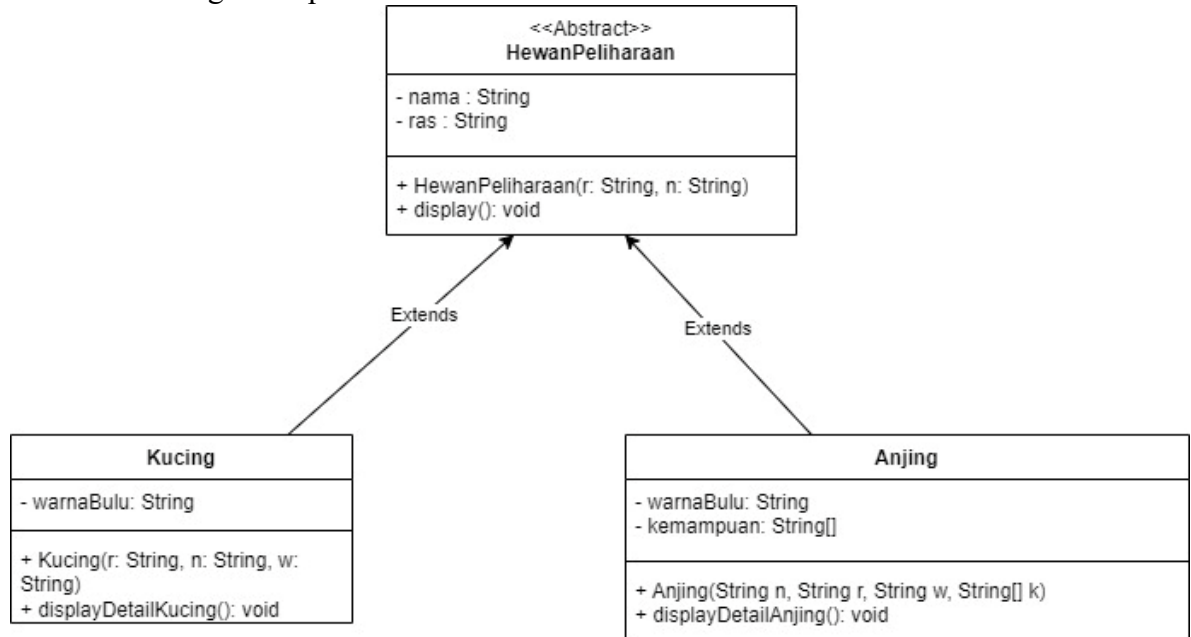 <<Abstract>>
HewanPeliharaan
- nama : String
- ras : String
+ HewanPeliharaan(r: String, n: String)
+ display(): void
Extends
Extends
Kucing
- warnaBulu: String
+ Kucing(r: String, n: String, w:
String)
+ displayDetailKucing(): void
Anjing
- warnaBulu: String
- kemampuan: String[]
+ Anjing(String n, String r, String w, String[] k)
+ displayDetailAnjing(): void